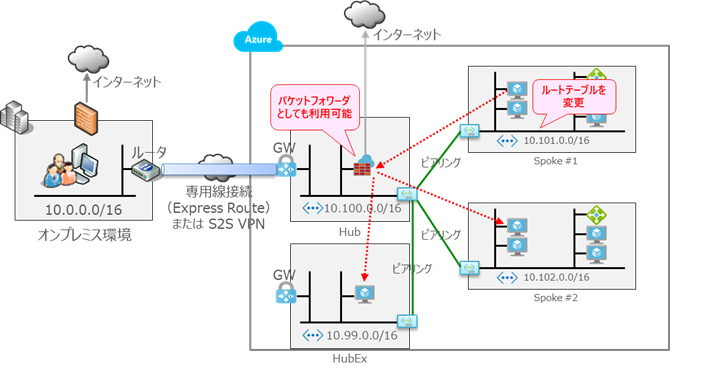 インターネット
Azure
インターネット
パケットフォワーダ
としても利用可能
ルートテーブルを
変更
ルータ
GW
10.0.0.0/16
オンプレミス環境
専用線接続
（Express Route）
または S2S VPN
10.100.0.0/16
Hub
ピアリング
10.101.0.0/16
Spoke #1
ピアリング
ピアリング
10.102.0.0/16
Spoke #2
GW
10.99.0.0/16
HubEx